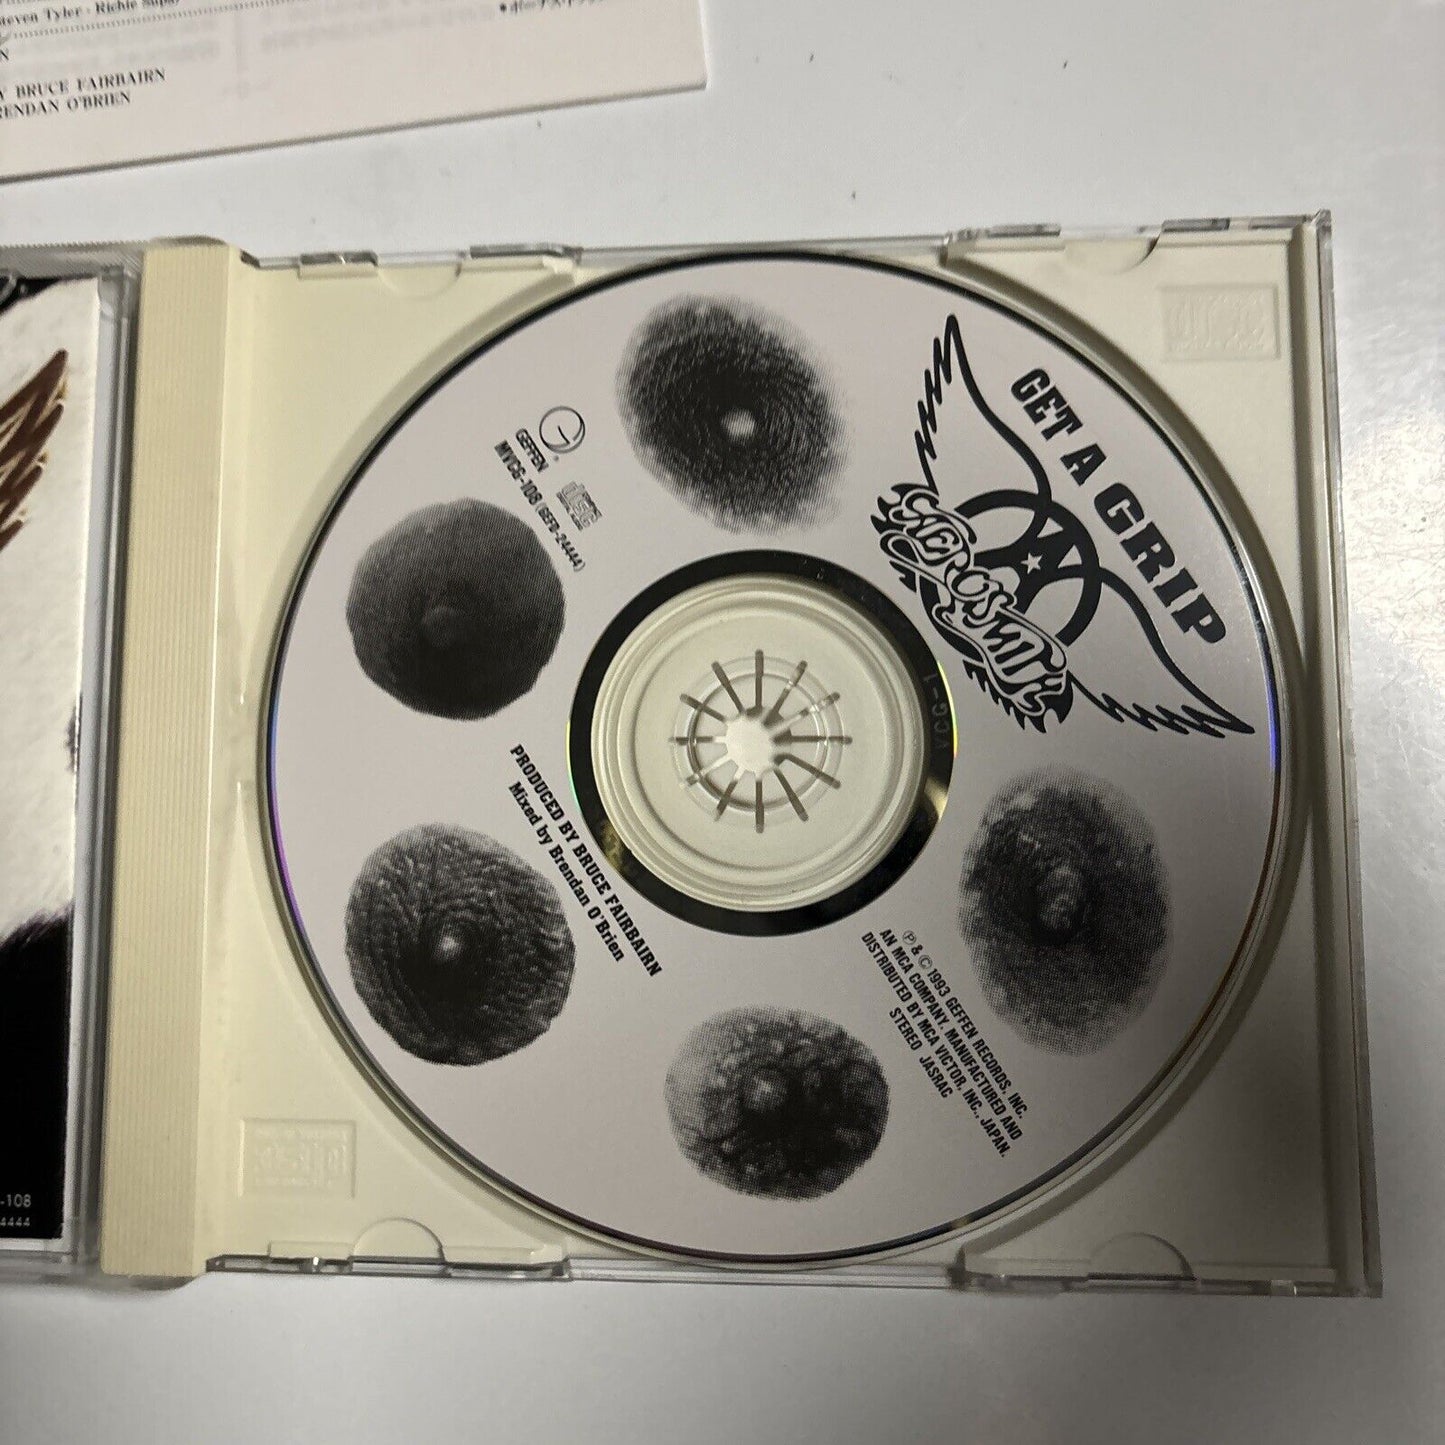 Steven Tyler - Richie Supa
BRUCE FAIRBAIRN
BRENDAN O'BRIEN
GET A GRIP
AEROSMITH
GEFFEN
MVCG-108 (GEFD-24444)
PRODUCED BY BRUCE FAIRBAIRN
Mixed by Brendan O'Brien
Ⓟ & © 1993 GEFFEN RECORDS, INC.
AN MCA COMPANY. MANUFACTURED AND
DISTRIBUTED BY MCA VICTOR, INC., JAPAN.
STEREO JASRAC
-108
4444